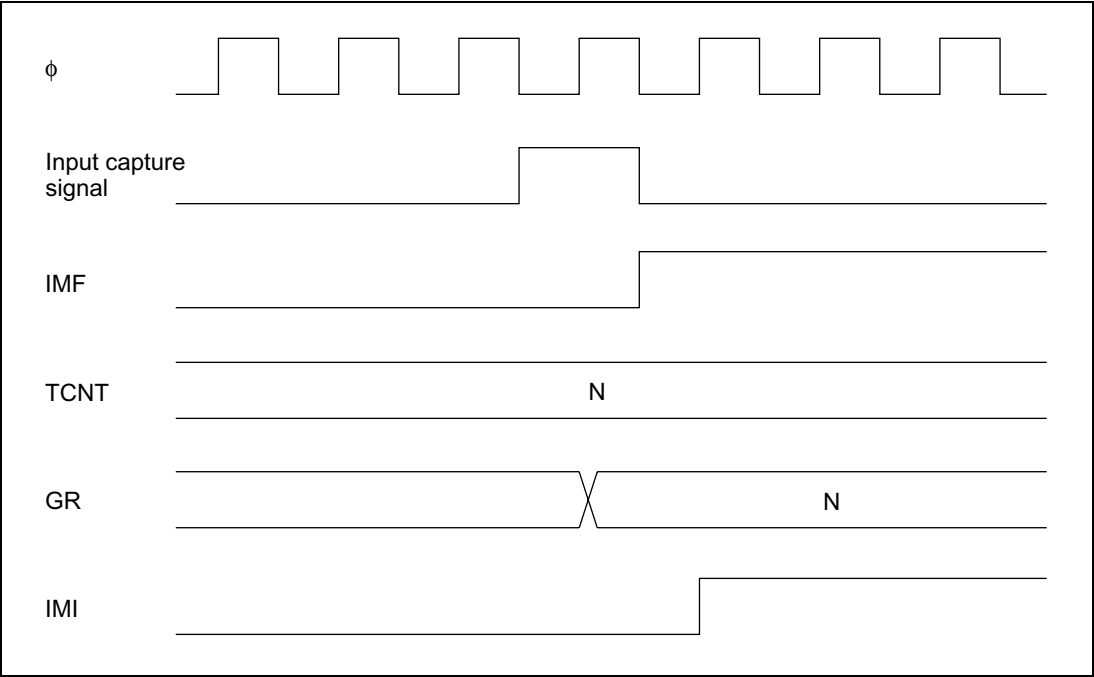 ϕ
Input capture
signal
IMF
TCNT
N
GR
N
IMI